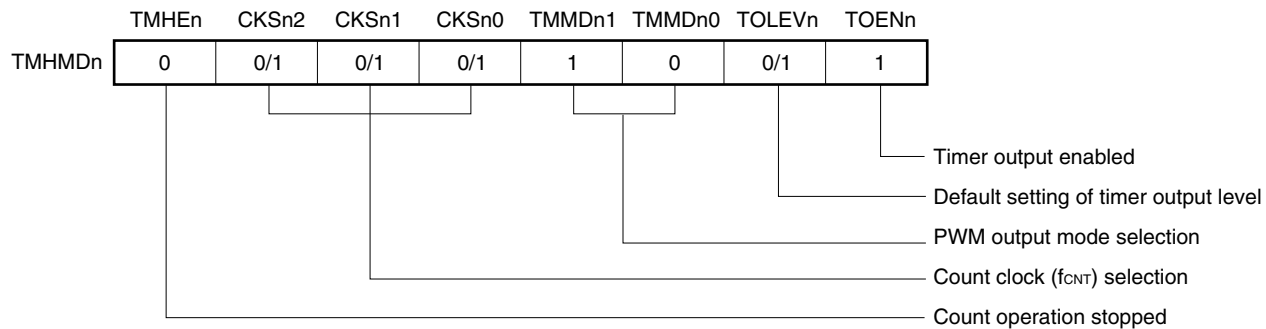 TMHEn CKSn2 CKSn1 CKSn0 TMMDn1 TMMDn0 TOLEVn TOENn
TMHMDn 0 0/1 0/1 0/1 1 0 0/1 1
Timer output enabled
Default setting of timer output level
PWM output mode selection
Count clock (fCNT) selection
Count operation stopped